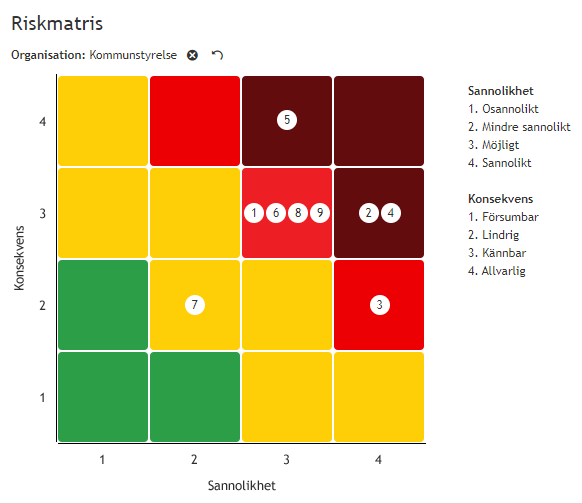 Riskmatris
Organisation: Kommunstyrelse
4
5
3
1 6 8 9
2 4
2
7
3
1
1 2 3 4
Konsekvens
Sannolikhet
Sannolikhet
1. Osannolikt
2. Mindre sannolikt
3. Möjligt
4. Sannolikt
Konsekvens
1. Försumbar
2. Lindrig
3. Kännbar
4. Allvarlig